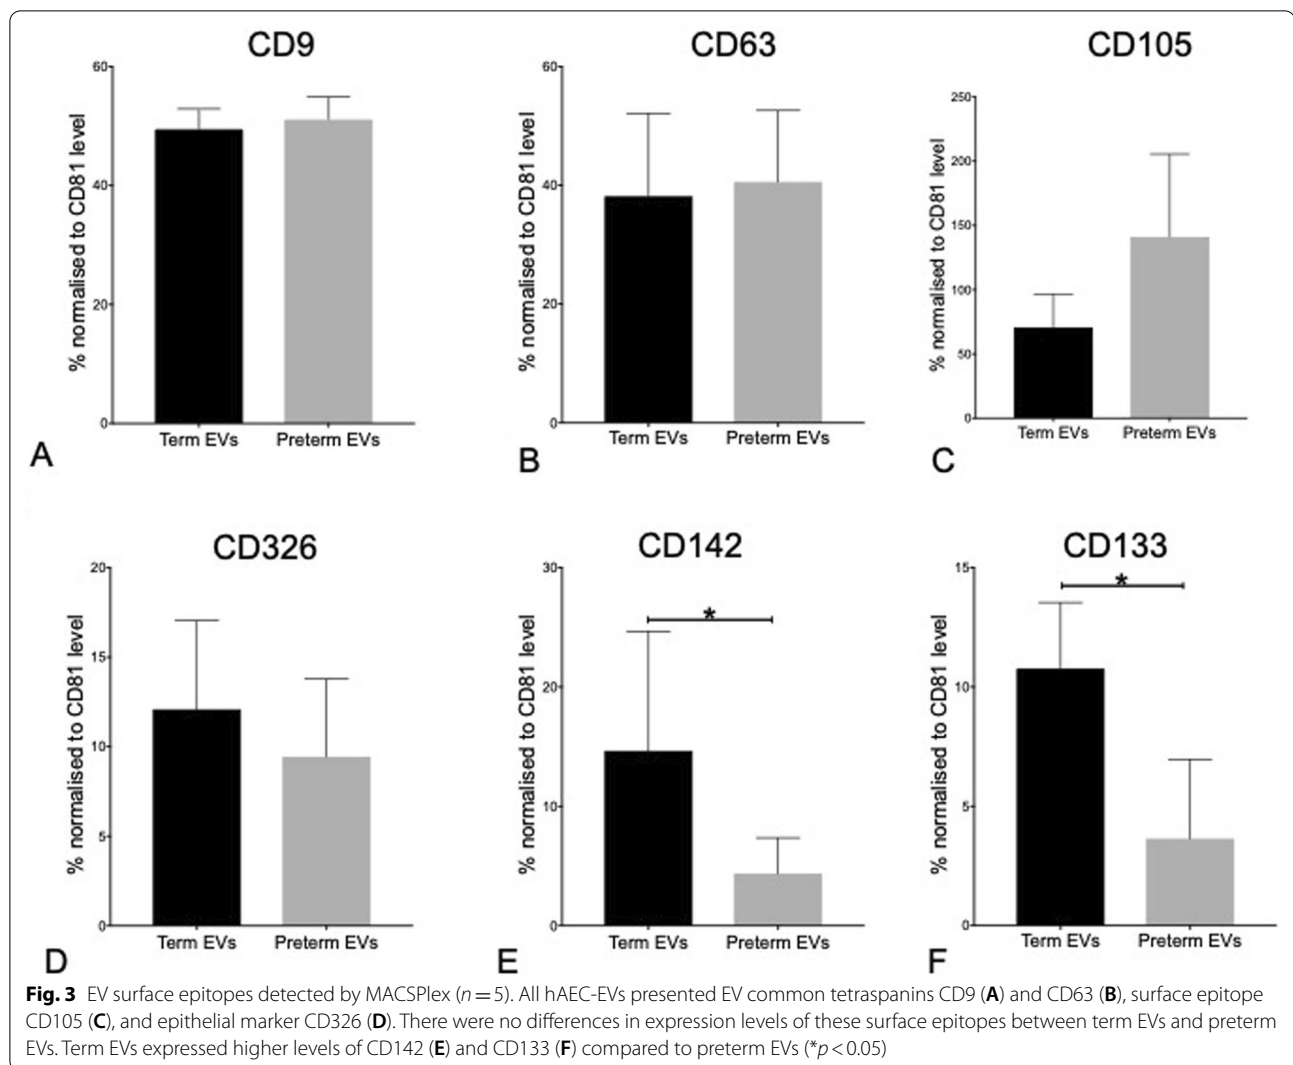 CD9
60
40
20
0
% normalised to CD81 level
Term EVs
Preterm EVs
A
CD63
60
40
20
0
% normalised to CD81 level
Term EVs
Preterm EVs
B
CD105
250
200
150
100
50
0
% normalised to CD81 level
Term EVs
Preterm EVs
C
CD326
20
15
10
5
0
% normalised to CD81 level
Term EVs
Preterm EVs
D
CD142
30
20
10
0
% normalised to CD81 level
*
Term EVs
Preterm EVs
E
CD133
15
10
5
0
% normalised to CD81 level
*
Term EVs
Preterm EVs
F
Fig. 3 EV surface epitopes detected by MACSPlex (n = 5). All hAEC-EVs presented EV common tetraspanins CD9 (A) and CD63 (B), surface epitope
CD105 (C), and epithelial marker CD326 (D). There were no differences in expression levels of these surface epitopes between term EVs and preterm
EVs. Term EVs expressed higher levels of CD142 (E) and CD133 (F) compared to preterm EVs (*p < 0.05)